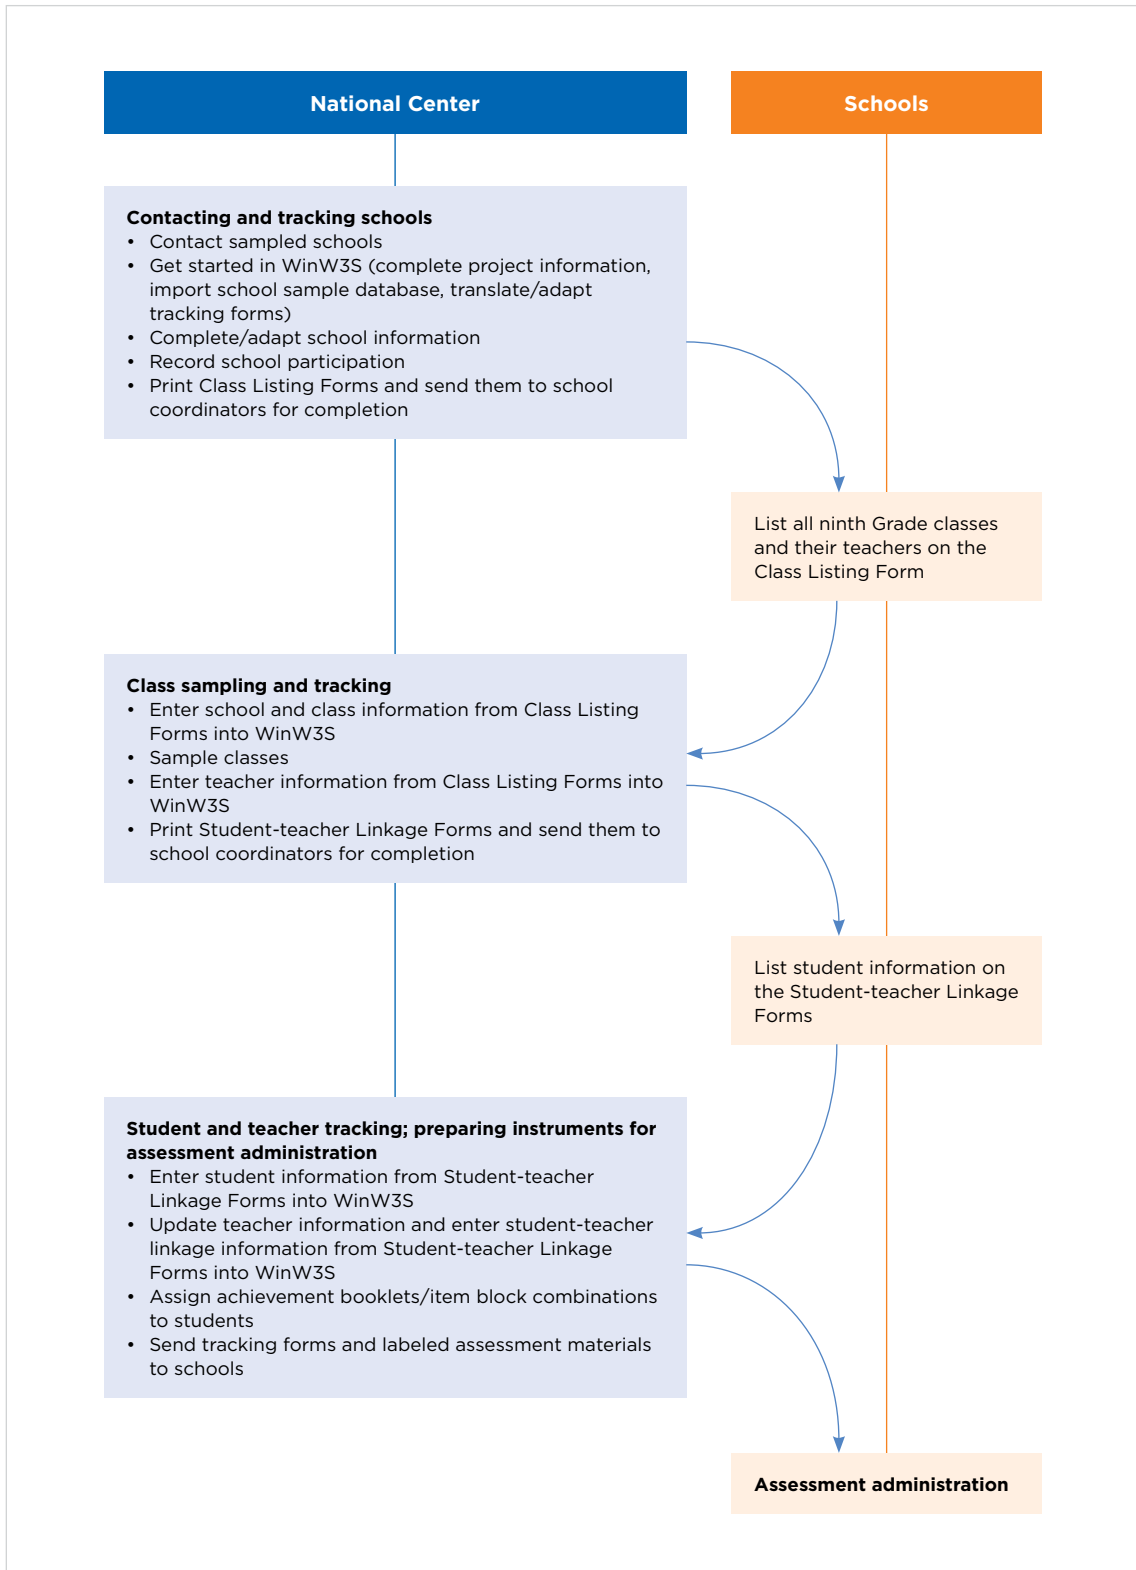 National Center
Schools
Contacting and tracking schools
• Contact sampled schools
• Get started in WinW3S (complete project information,
import school sample database, translate/adapt
tracking forms)
• Complete/adapt school information
• Record school participation
• Print Class Listing Forms and send them to school
coordinators for completion
List all ninth Grade classes
and their teachers on the
Class Listing Form
Class sampling and tracking
• Enter school and class information from Class Listing
Forms into WinW3S
• Sample classes
• Enter teacher information from Class Listing Forms into
WinW3S
• Print Student-teacher Linkage Forms and send them to
school coordinators for completion
List student information on
the Student-teacher Linkage
Forms
Student and teacher tracking; preparing instruments for
assessment administration
• Enter student information from Student-teacher
Linkage Forms into WinW3S
• Update teacher information and enter student-teacher
linkage information from Student-teacher Linkage
Forms into WinW3S
• Assign achievement booklets/item block combinations
to students
• Send tracking forms and labeled assessment materials
to schools
Assessment administration